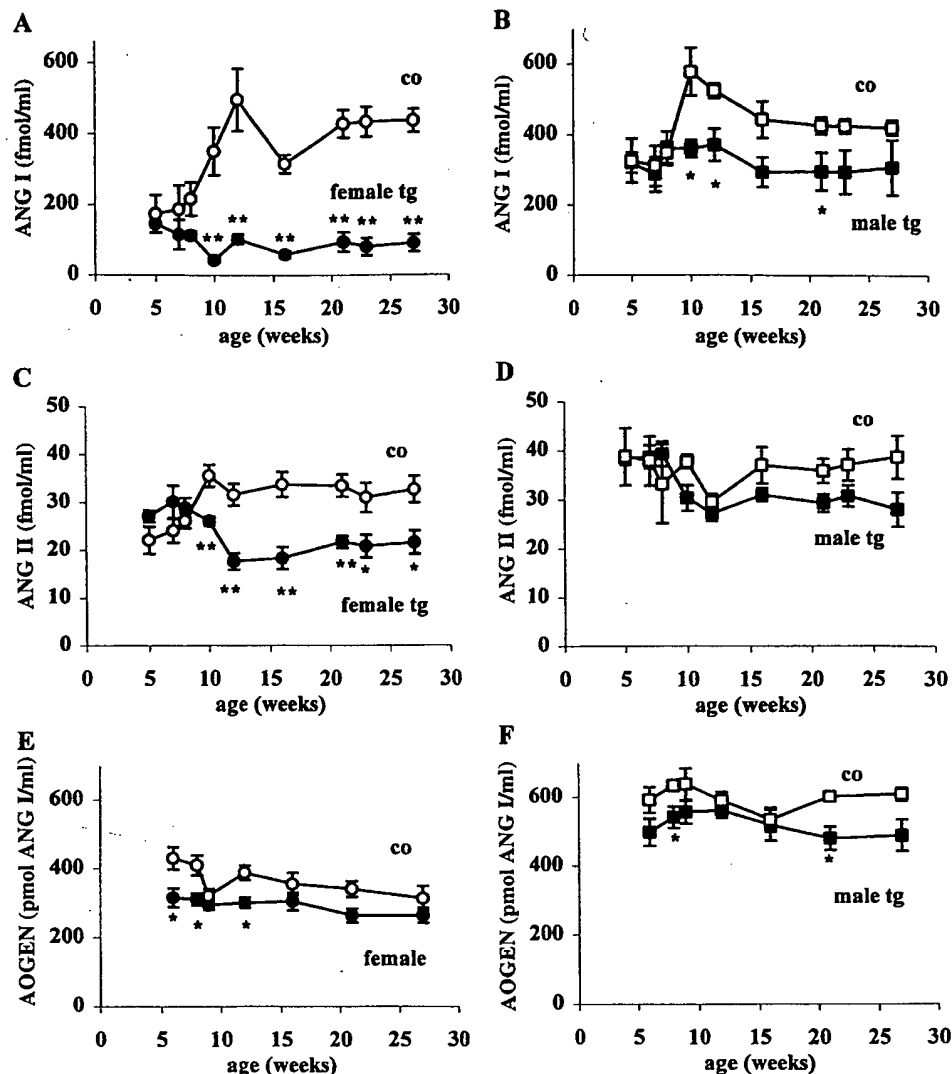 A
ANG I (fmol/ml)
600
400
200
0
co
female tg
** ** ** ** ** **
0 5 10 15 20 25 30
age (weeks)
B
ANG I (fmol/ml)
600
400
200
0
co
* * *
male tg
0 5 10 15 20 25 30
age (weeks)
C
ANG II (fmol/ml)
50
40
30
20
10
0
co
** ** ** ** * *
female tg
0 5 10 15 20 25 30
age (weeks)
D
ANG II (fmol/ml)
50
40
30
20
10
0
co
male tg
0 5 10 15 20 25 30
age (weeks)
E
AOGEN (pmol ANG I/ml)
600
400
200
0
co
* * *
female
0 5 10 15 20 25 30
age (weeks)
F
AOGEN (pmol ANG I/ml)
600
400
200
0
co
* *
male tg
0 5 10 15 20 25 30
age (weeks)